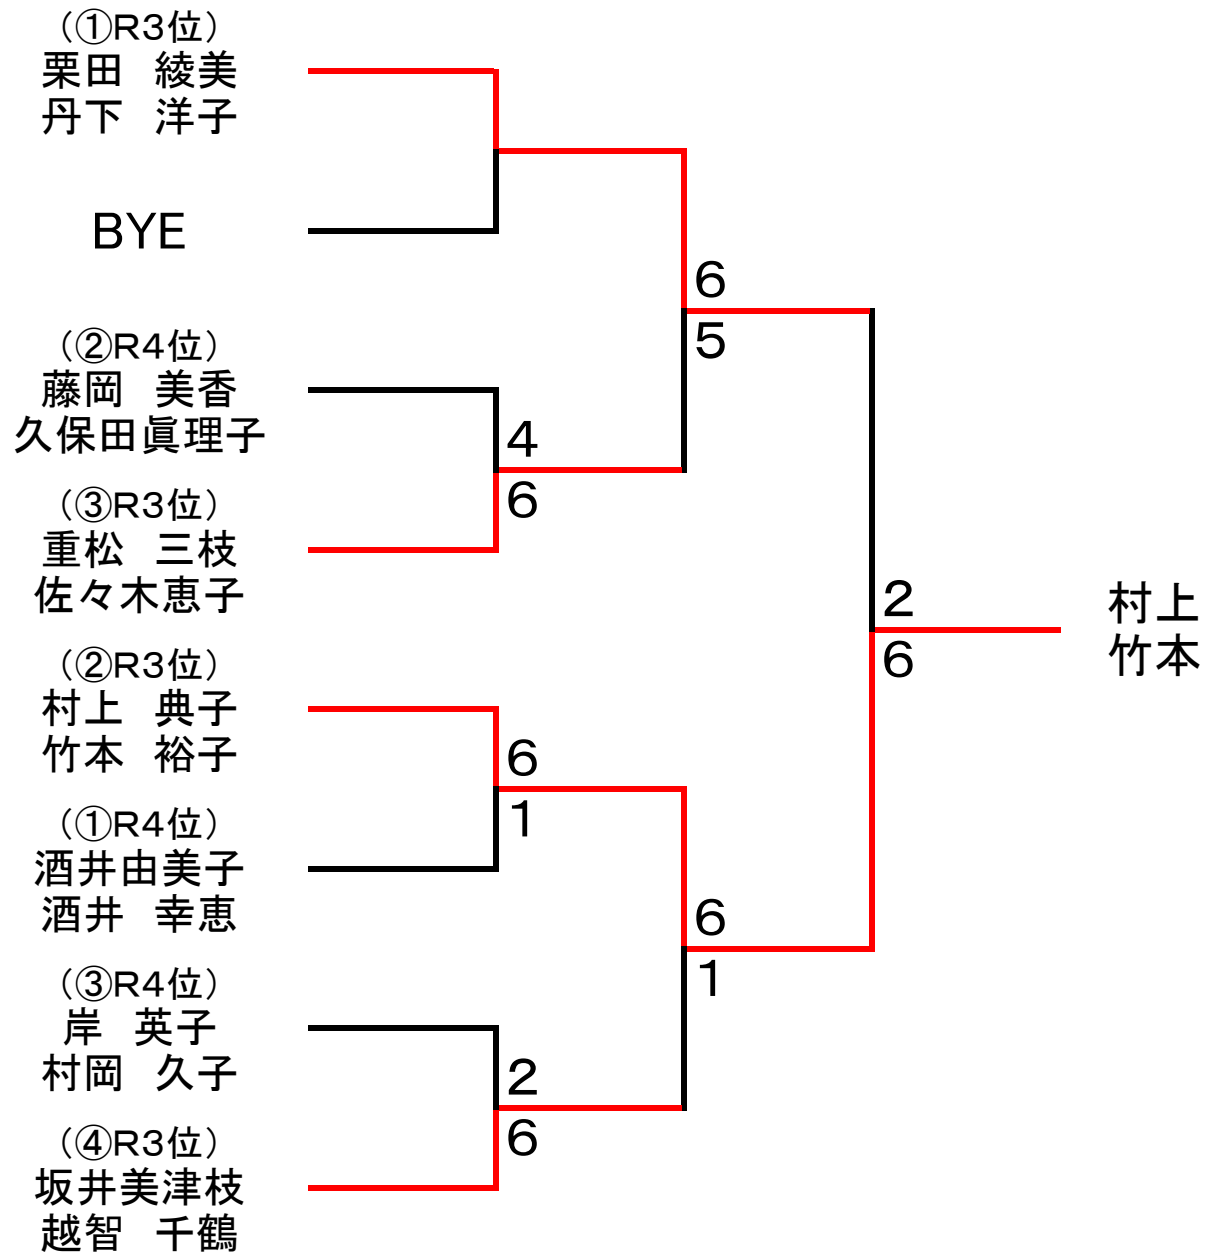 （①R3位）
栗田　綾美
丹下　洋子
BYE
（②R4位）
藤岡　美香
久保田眞理子
（③R3位）
重松　三枝
佐々木恵子
（②R3位）
村上　典子
竹本　裕子
（①R4位）
酒井由美子
酒井　幸恵
（③R4位）
岸　英子
村岡　久子
（④R3位）
坂井美津枝
越智　千鶴
4
6
6
1
2
6
6
5
6
1
2
6
村上
竹本